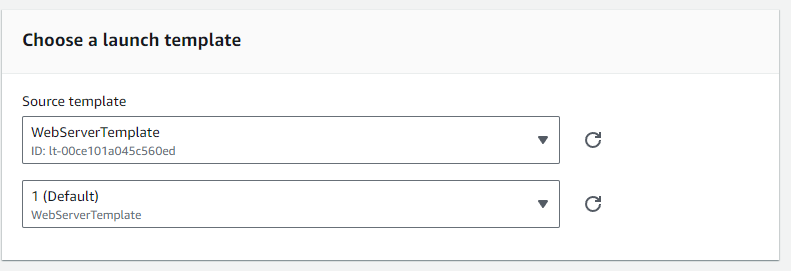 Choose a launch template
Source template
WebServerTemplate
ID: lt-00ce101a045c560ed
1 (Default)
WebServerTemplate